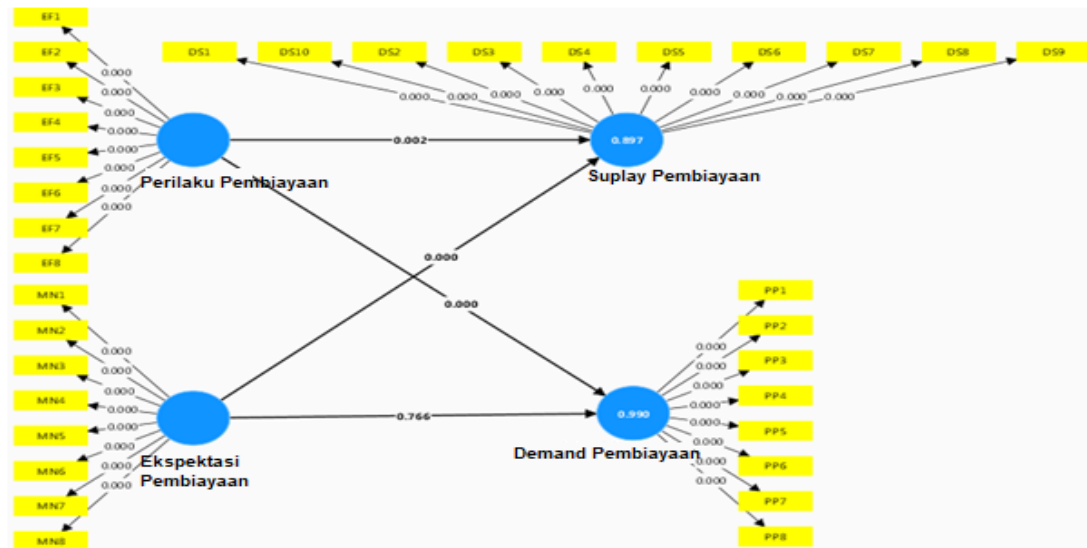 EF1
EF2
EF3
EF4
EF5
EF6
EF7
EF8
0.000
0.000
0.000
0.000
0.000
0.000
0.000
0.000
DS1 DS10 DS2 DS3 DS4 DS5 DS6 DS7 DS8 DS9
0.000 0.000 0.000 0.000 0.000 0.000 0.000 0.000 0.000 0.000
0.002
0.897
Perilaku Pembiayaan
Suplay Pembiayaan
0.000
0.000
MN1
MN2
MN3
MN4
MN5
MN6
MN7
MN8
0.000
0.000
0.000
0.000
0.000
0.000
0.000
0.000
0.766
0.990
Ekspektasi
Pembiayaan
Demand Pembiayaan
PP1
PP2
PP3
PP4
PP5
PP6
PP7
PP8
0.000
0.000
0.000
0.000
0.000
0.000
0.000
0.000